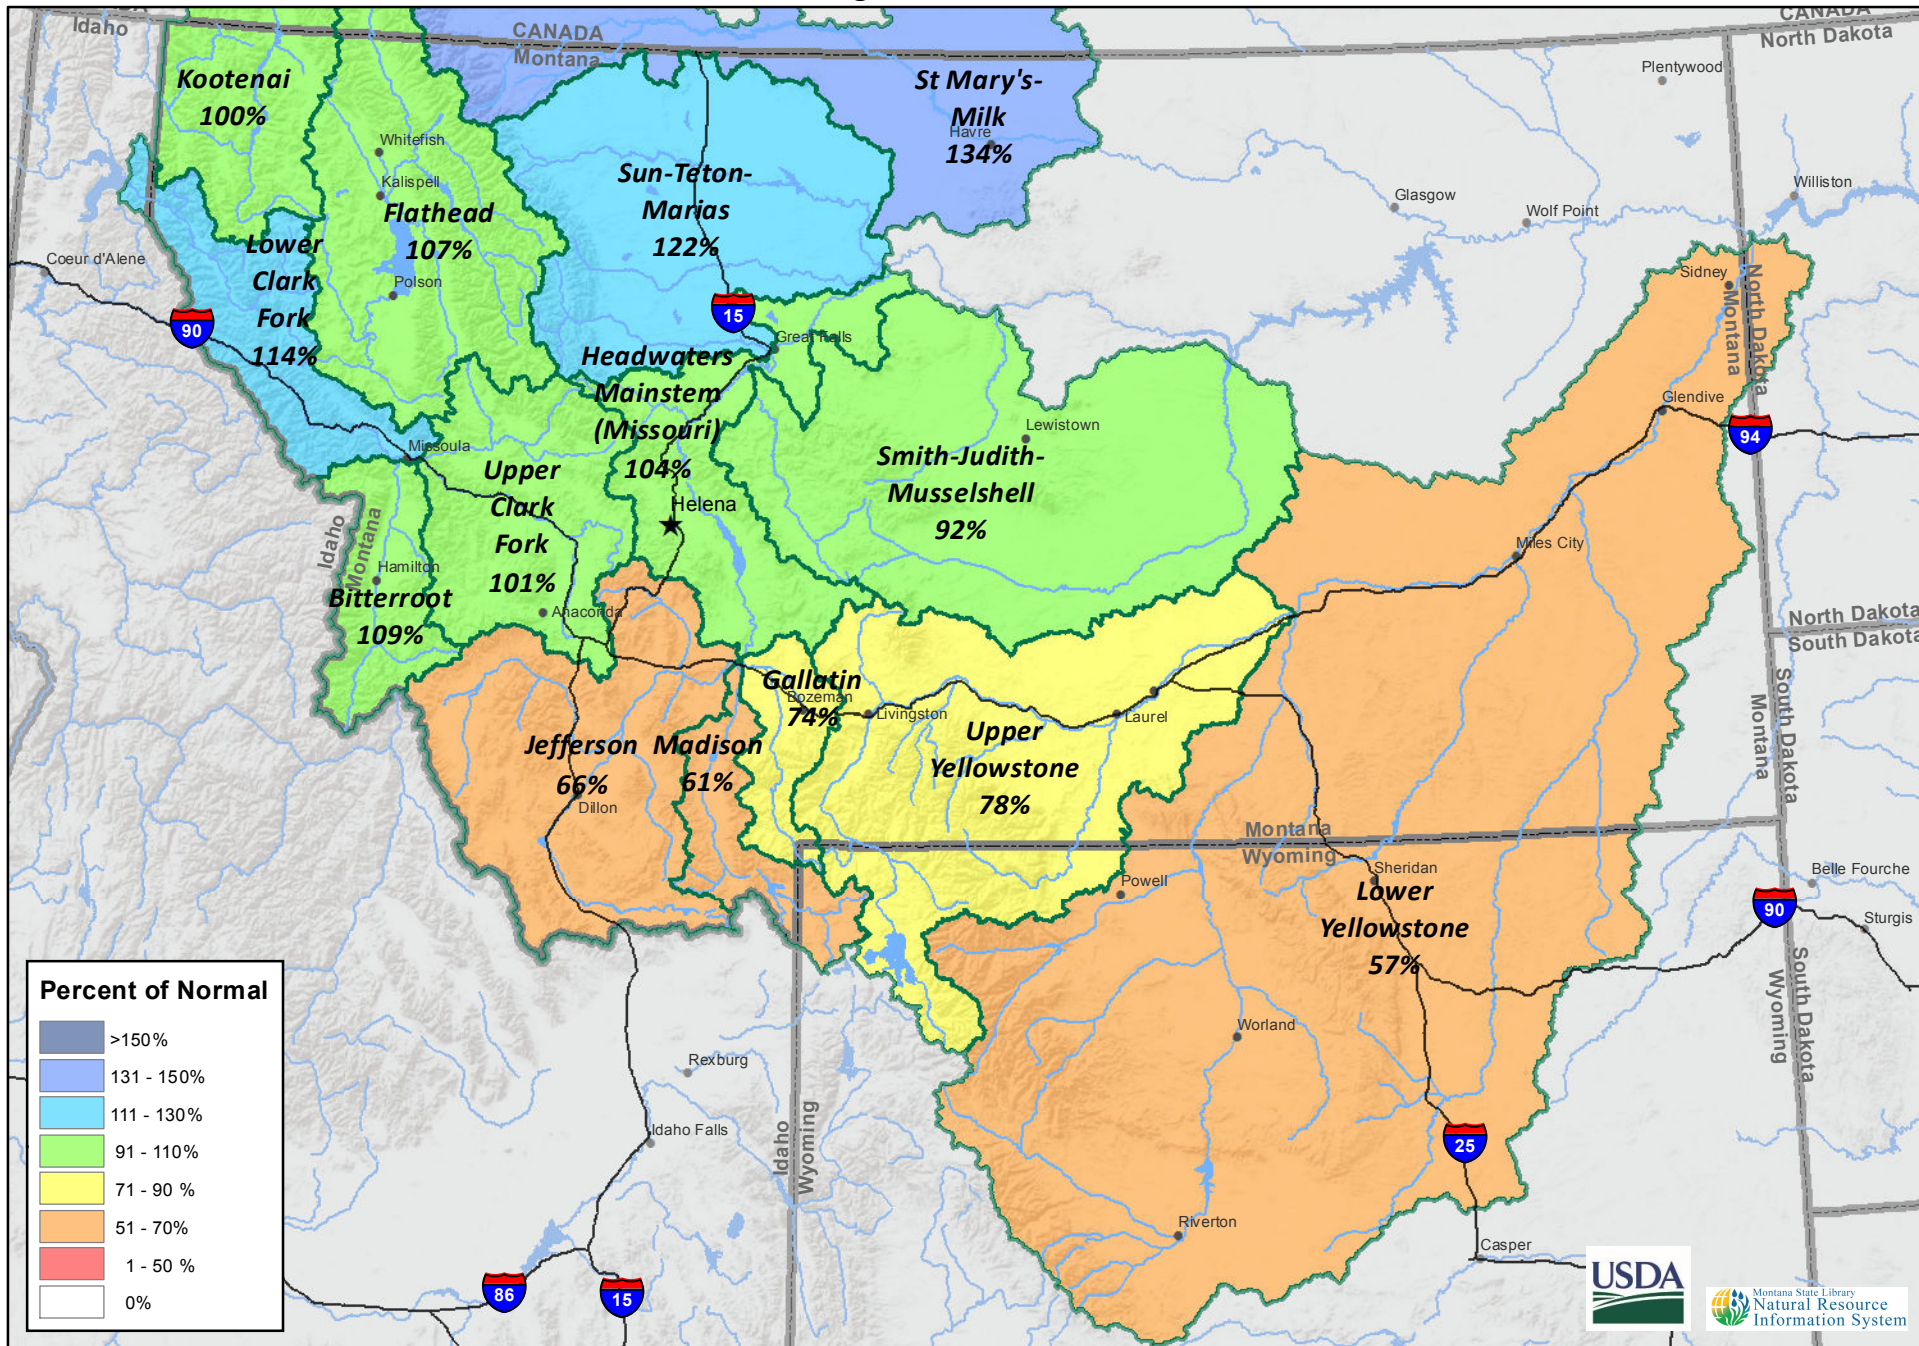 Idaho
CANADA
Montana
CANADA
North Dakota
Kootenai
100%
St Mary's-
Milk
Havre
134%
Plentywood
Whitefish
Kalispell
Flathead
107%
Polson
Sun-Teton-
Marias
122%
Glasgow
Wolf Point
Williston
Coeur d'Alene
Lower
Clark
Fork
114%
90
15
Great Falls
Sidney
North Dakota
Montana
Headwaters
Mainstem
(Missouri)
104%
Helena
Lewistown
Smith-Judith-
Musselshell
92%
Glendive
94
Missoula
Upper
Clark
Fork
101%
Anaconda
Miles City
Idaho
Montana
Hamilton
Bitterroot
109%
North Dakota
South Dakota
South Dakota
Montana
Gallatin
Bozeman
74%
Livingston
Laurel
Jefferson
66%
Dillon
Madison
61%
Upper
Yellowstone
78%
Montana
Wyoming
Powell
Sheridan
Lower
Yellowstone
57%
Belle Fourche
90
Sturgis
South Dakota
Wyoming
Percent of Normal
>150%
131 - 150%
111 - 130%
91 - 110%
71 - 90 %
51 - 70%
1 - 50 %
0%
Worland
Rexburg
Idaho Falls
Idaho
Wyoming
25
Riverton
Casper
86
15
USDA
Montana State Library
Natural Resource
Information System